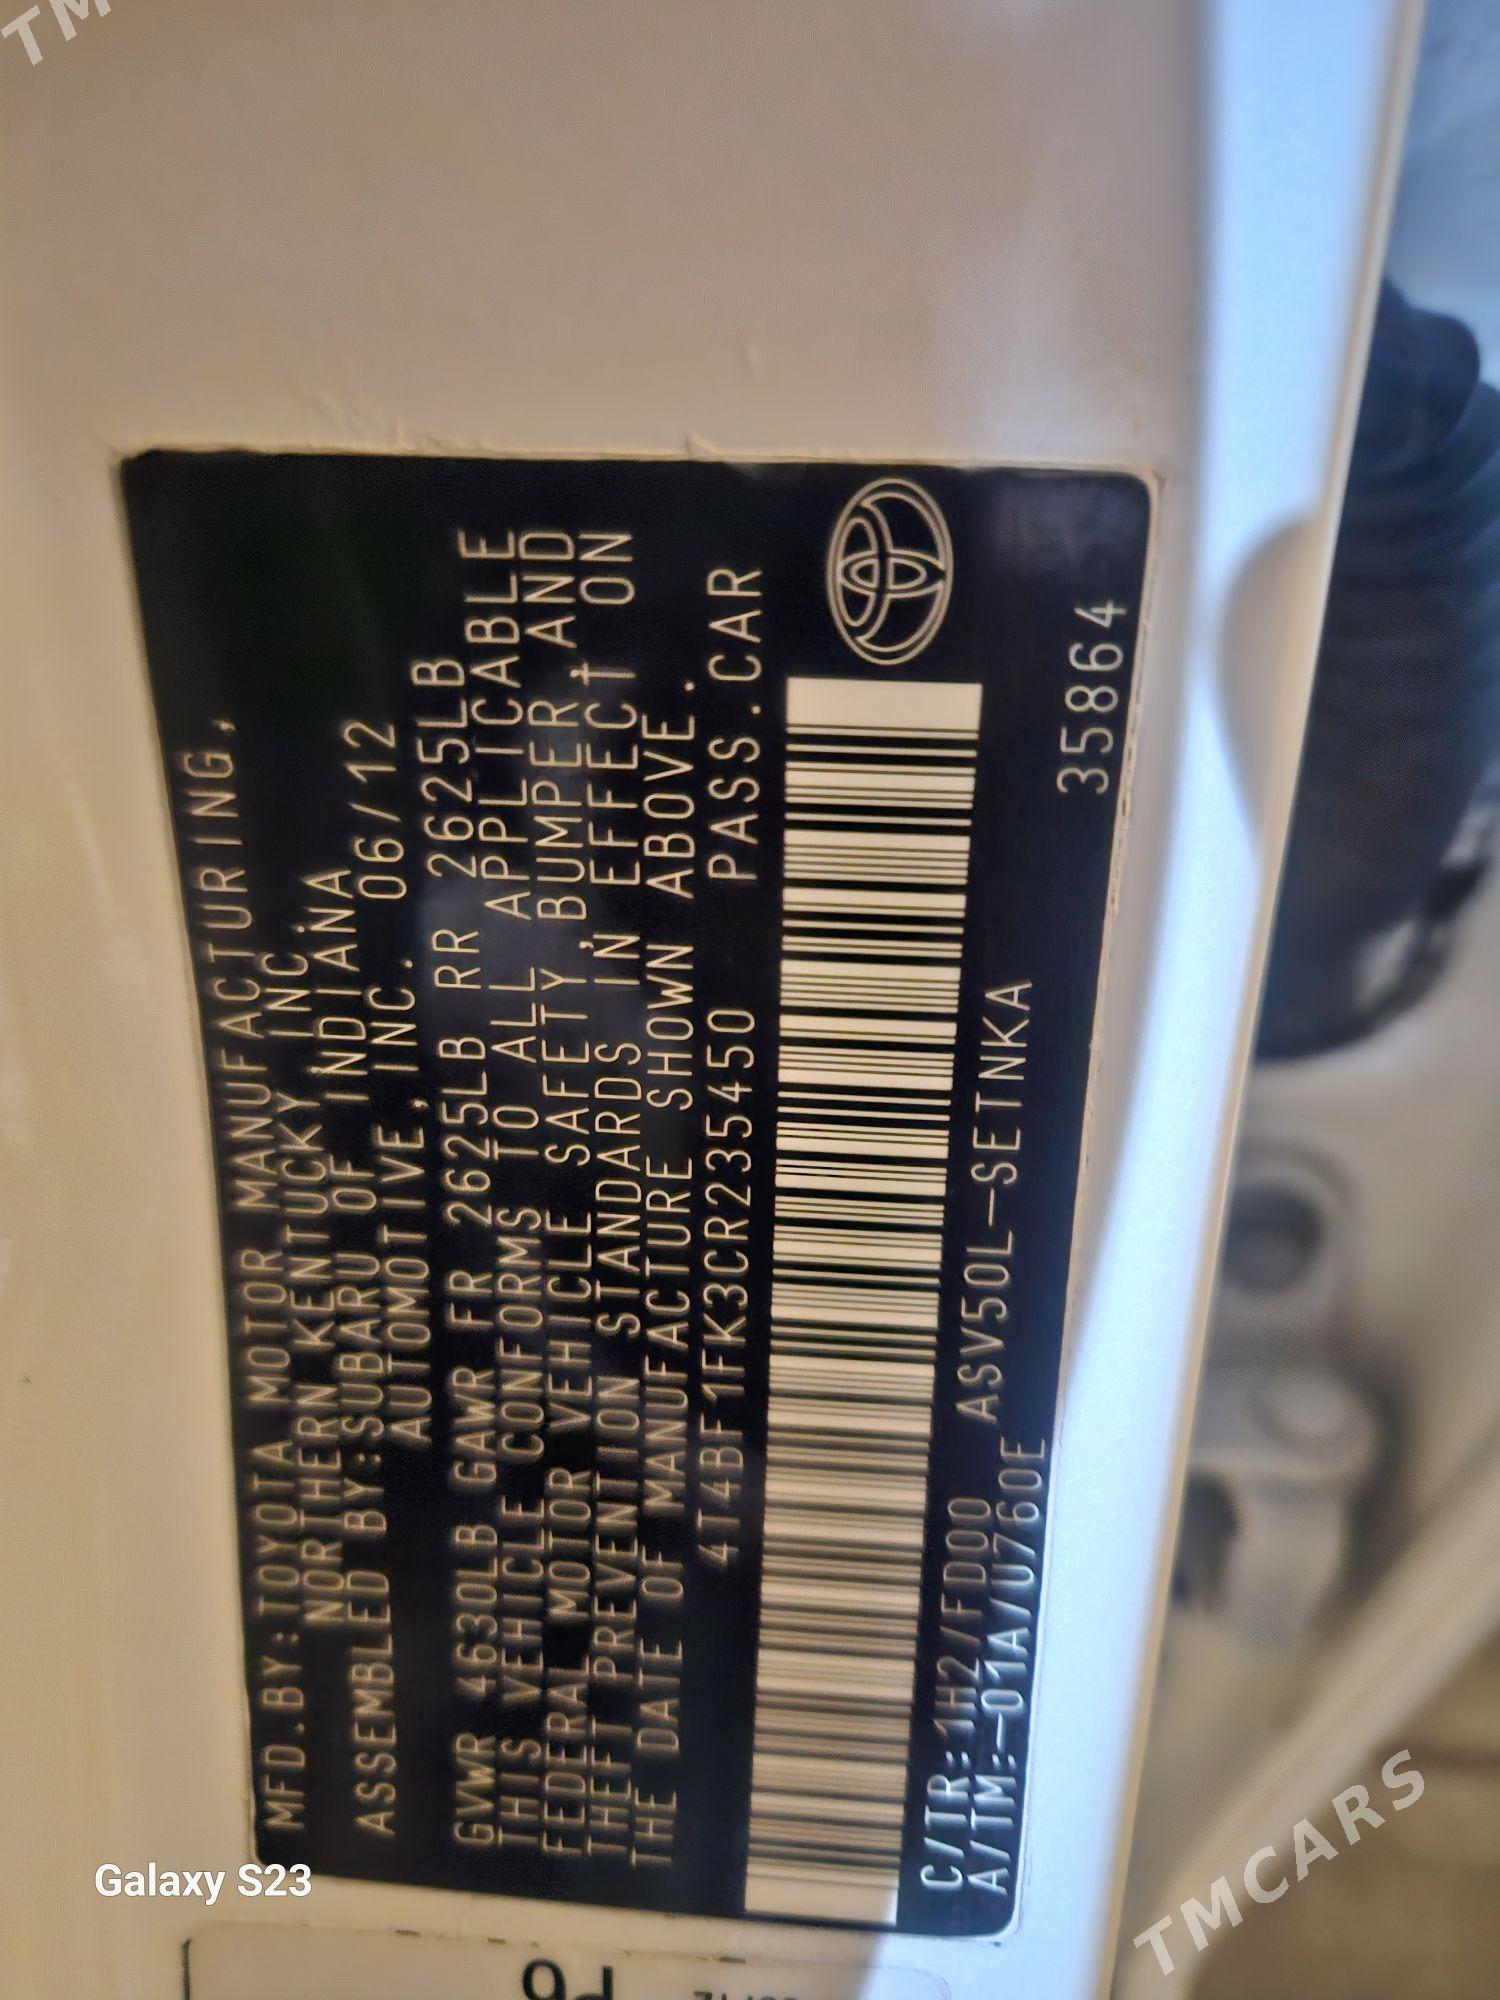 MFD.BY:TOYOTA MOTOR MANUFACTURING,
NORTHERN KENTUCKY INC.
ASSEMBLED BY:SUBARU OF INDIANA
AUTOMOTIVE,INC. 06/12
GVWR 4630LB GAWR FR 2625LB RR 2625LB
THIS VEHICLE CONFORMS TO ALL APPLICABLE
FEDERAL MOTOR VEHICLE SAFETY,BUMPER,AND
THEFT PREVENTION STANDARDS IN EFFECT ON
THE DATE OF MANUFACTURE SHOWN ABOVE.
4T4BF1FK3CR235450 PASS.CAR
C/TR:1H2/FD00 ASV50L-SETNKA
A/TM:-01A/U760E 35864
Galaxy S23
TMCARS